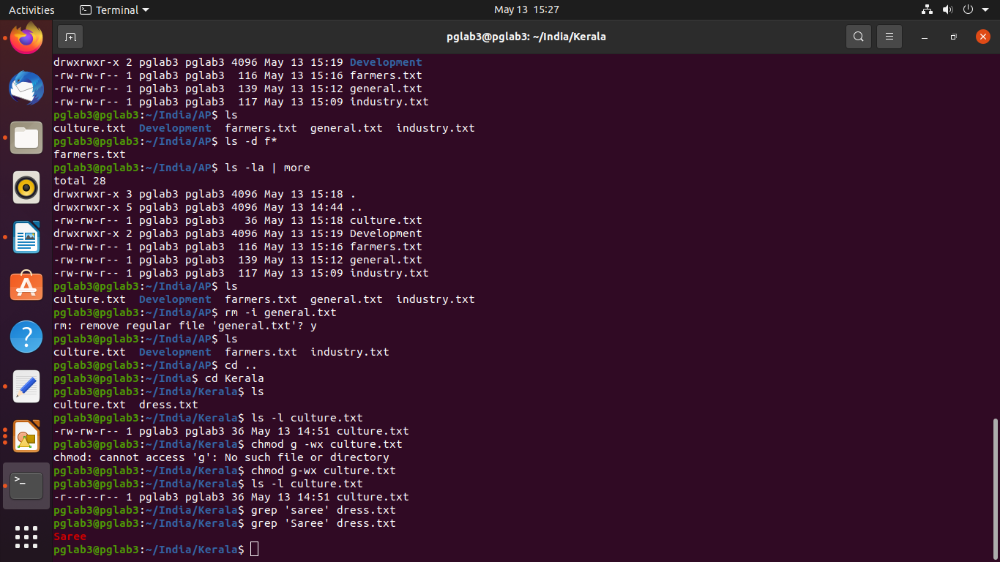 Activities Terminal May 13 15:27
pglab3@pglab3: ~/India/Kerala
drwxrwxr-x 2 pglab3 pglab3 4096 May 13 15:19 Development
-rw-rw-r-- 1 pglab3 pglab3  116 May 13 15:16 farmers.txt
-rw-rw-r-- 1 pglab3 pglab3  139 May 13 15:12 general.txt
-rw-rw-r-- 1 pglab3 pglab3  117 May 13 15:09 industry.txt
pglab3@pglab3:~/India/AP$ ls
culture.txt  Development  farmers.txt  general.txt  industry.txt
pglab3@pglab3:~/India/AP$ ls -d f*
farmers.txt
pglab3@pglab3:~/India/AP$ ls -la | more
total 28
drwxrwxr-x 3 pglab3 pglab3 4096 May 13 15:18 .
drwxrwxr-x 5 pglab3 pglab3 4096 May 13 14:44 ..
-rw-rw-r-- 1 pglab3 pglab3   36 May 13 15:18 culture.txt
drwxrwxr-x 2 pglab3 pglab3 4096 May 13 15:19 Development
-rw-rw-r-- 1 pglab3 pglab3  116 May 13 15:16 farmers.txt
-rw-rw-r-- 1 pglab3 pglab3  139 May 13 15:12 general.txt
-rw-rw-r-- 1 pglab3 pglab3  117 May 13 15:09 industry.txt
pglab3@pglab3:~/India/AP$ ls
culture.txt  Development  farmers.txt  general.txt  industry.txt
pglab3@pglab3:~/India/AP$ rm -i general.txt
rm: remove regular file 'general.txt'? y
pglab3@pglab3:~/India/AP$ ls
culture.txt  Development  farmers.txt  industry.txt
pglab3@pglab3:~/India/AP$ cd ..
pglab3@pglab3:~/India$ cd Kerala
pglab3@pglab3:~/India/Kerala$ ls
culture.txt  dress.txt
pglab3@pglab3:~/India/Kerala$ ls -l culture.txt
-rw-rw-r-- 1 pglab3 pglab3 36 May 13 14:51 culture.txt
pglab3@pglab3:~/India/Kerala$ chmod g -wx culture.txt
chmod: cannot access 'g': No such file or directory
pglab3@pglab3:~/India/Kerala$ chmod g-wx culture.txt
pglab3@pglab3:~/India/Kerala$ ls -l culture.txt
-r--r--r-- 1 pglab3 pglab3 36 May 13 14:51 culture.txt
pglab3@pglab3:~/India/Kerala$ grep 'saree' dress.txt
pglab3@pglab3:~/India/Kerala$ grep 'Saree' dress.txt
Saree
pglab3@pglab3:~/India/Kerala$